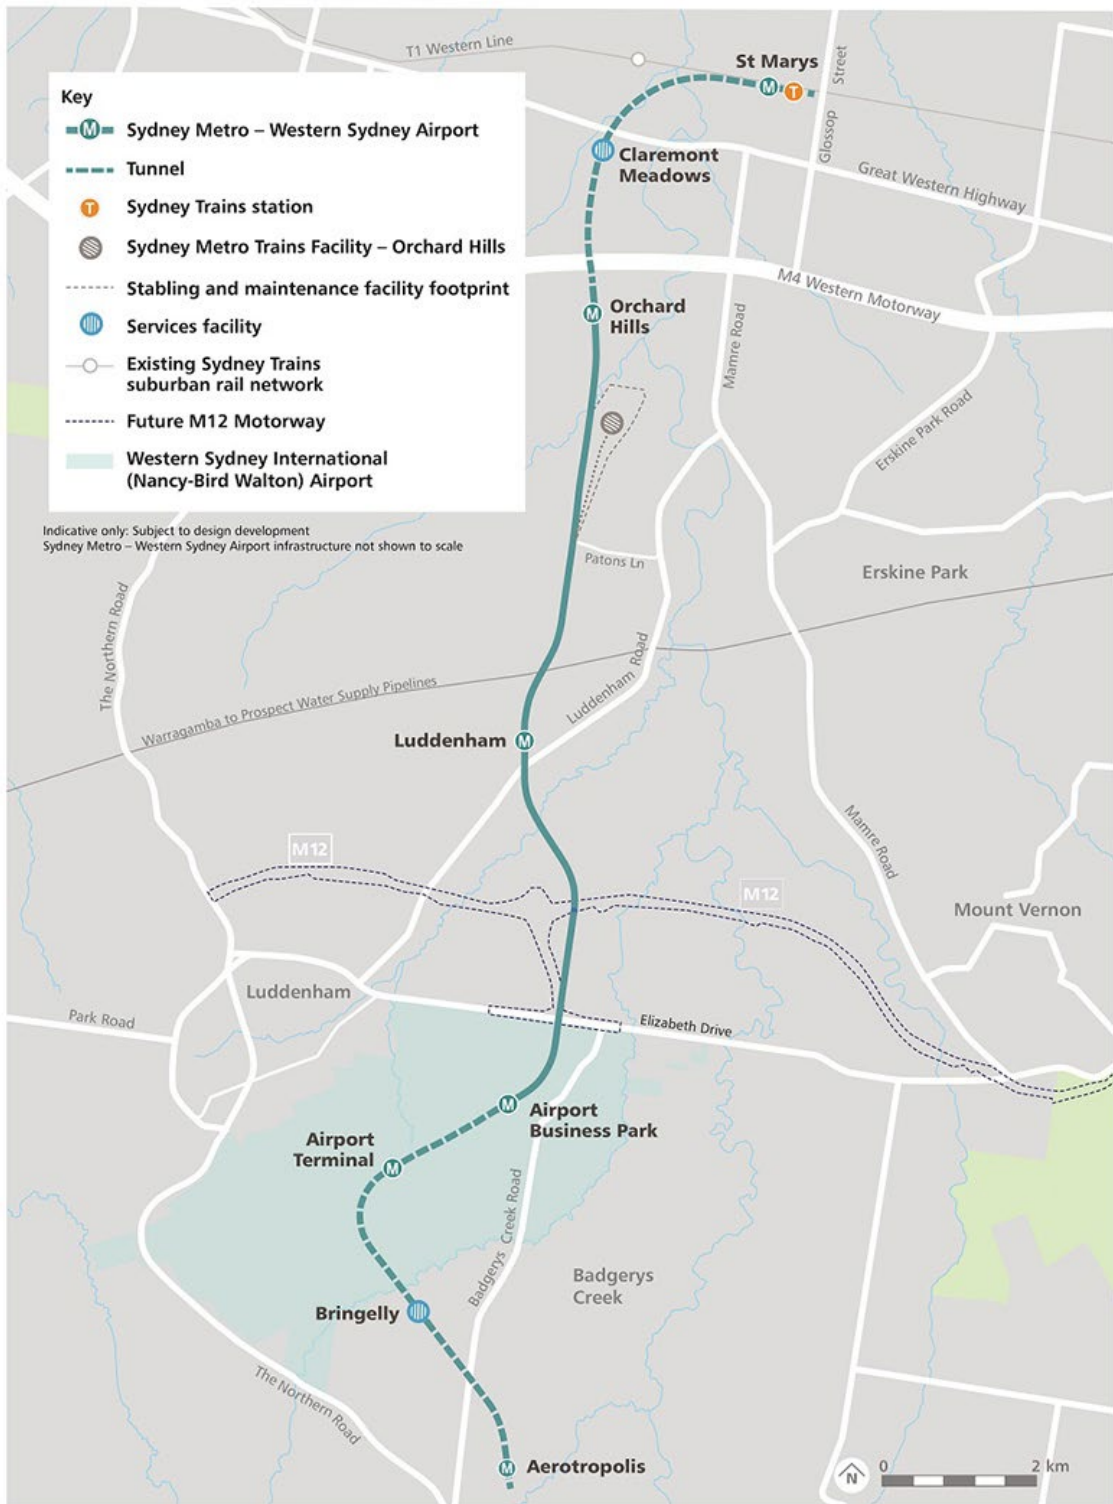 T1 Western Line
St Marys
M
T
Glossop Street
Key
M
Sydney Metro – Western Sydney Airport
Tunnel
T
Sydney Trains station
Sydney Metro Trains Facility – Orchard Hills
Stabling and maintenance facility footprint
Services facility
Existing Sydney Trains
suburban rail network
Future M12 Motorway
Western Sydney International
(Nancy-Bird Walton) Airport
Indicative only: Subject to design development
Sydney Metro – Western Sydney Airport infrastructure not shown to scale
Claremont
Meadows
Great Western Highway
M4 Western Motorway
M
Orchard
Hills
Mamre Road
Erskine Park Road
Patons Ln
Erskine Park
The Northern Road
Warragamba to Prospect Water Supply Pipelines
Luddenham Road
Luddenham
M
M12
Mamre Road
M12
Mount Vernon
Luddenham
Park Road
Elizabeth Drive
M
Airport
Business Park
Airport
Terminal
M
Badgerys Creek Road
Badgerys
Creek
Bringelly
The Northern Road
M
Aerotropolis
N
0
2 km